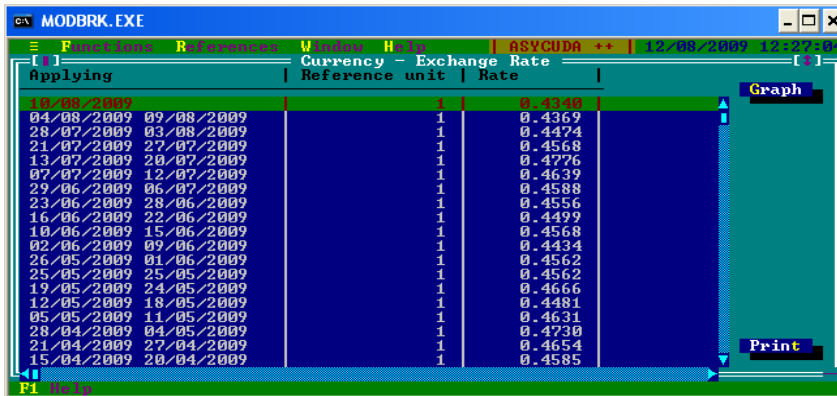 MODBRK.EXE
≡ Functions References Window Help | ASYCUDA ++ | 12/08/2009 12:27:04
Currency - Exchange Rate
Applying | Reference unit | Rate |
Graph
10/08/2009 1 0.4340
04/08/2009 09/08/2009 1 0.4369
28/07/2009 03/08/2009 1 0.4474
21/07/2009 27/07/2009 1 0.4568
13/07/2009 20/07/2009 1 0.4776
07/07/2009 12/07/2009 1 0.4639
29/06/2009 06/07/2009 1 0.4588
23/06/2009 28/06/2009 1 0.4556
16/06/2009 22/06/2009 1 0.4499
10/06/2009 15/06/2009 1 0.4568
02/06/2009 09/06/2009 1 0.4434
26/05/2009 01/06/2009 1 0.4562
25/05/2009 25/05/2009 1 0.4562
19/05/2009 24/05/2009 1 0.4666
12/05/2009 18/05/2009 1 0.4481
05/05/2009 11/05/2009 1 0.4631
28/04/2009 04/05/2009 1 0.4730
21/04/2009 27/04/2009 1 0.4654
Print
15/04/2009 20/04/2009 1 0.4585
F1 Help